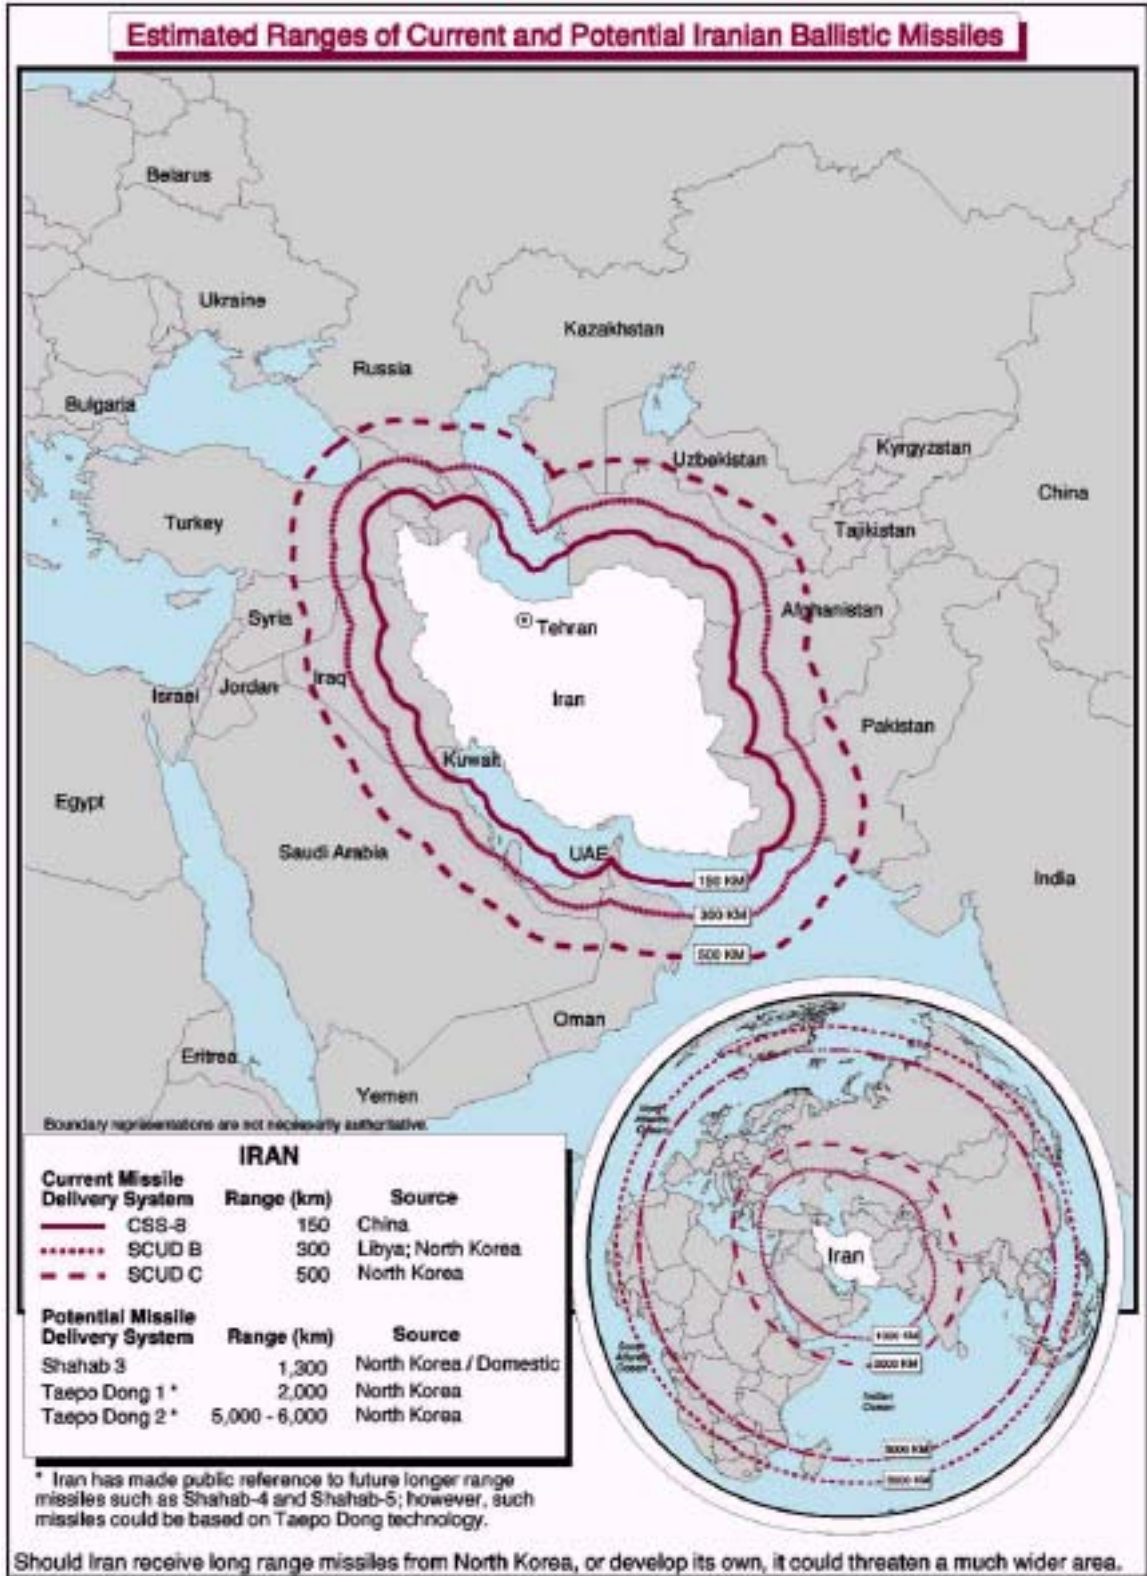 Estimated Ranges of Current and Potential Iranian Ballistic Missiles
Belarus
Ukraine
Kazakhstan
Russia
Bulgaria
Uzbekistan
Kyrgyzstan
China
Turkey
Tajikistan
Syria
Tehran
Afghanistan
Israel
Jordan
Iraq
Iran
Pakistan
Kuwait
Egypt
Saudi Arabia
UAE
India
150 KM
300 KM
500 KM
Oman
Eritrea
Yemen
Boundary representations are not necessarily authoritative.
IRAN
Current Missile
Delivery System Range (km) Source
CSS-8 150 China
SCUD B 300 Libya; North Korea
SCUD C 500 North Korea
Potential Missile
Delivery System Range (km) Source
Shahab 3 1,300 North Korea / Domestic
Taepo Dong 1 * 2,000 North Korea
Taepo Dong 2 * 5,000 - 6,000 North Korea
* Iran has made public reference to future longer range
missiles such as Shahab-4 and Shahab-5; however, such
missiles could be based on Taepo Dong technology.
Iran
Indian
Ocean
South
Atlantic
Ocean
Should Iran receive long range missiles from North Korea, or develop its own, it could threaten a much wider area.